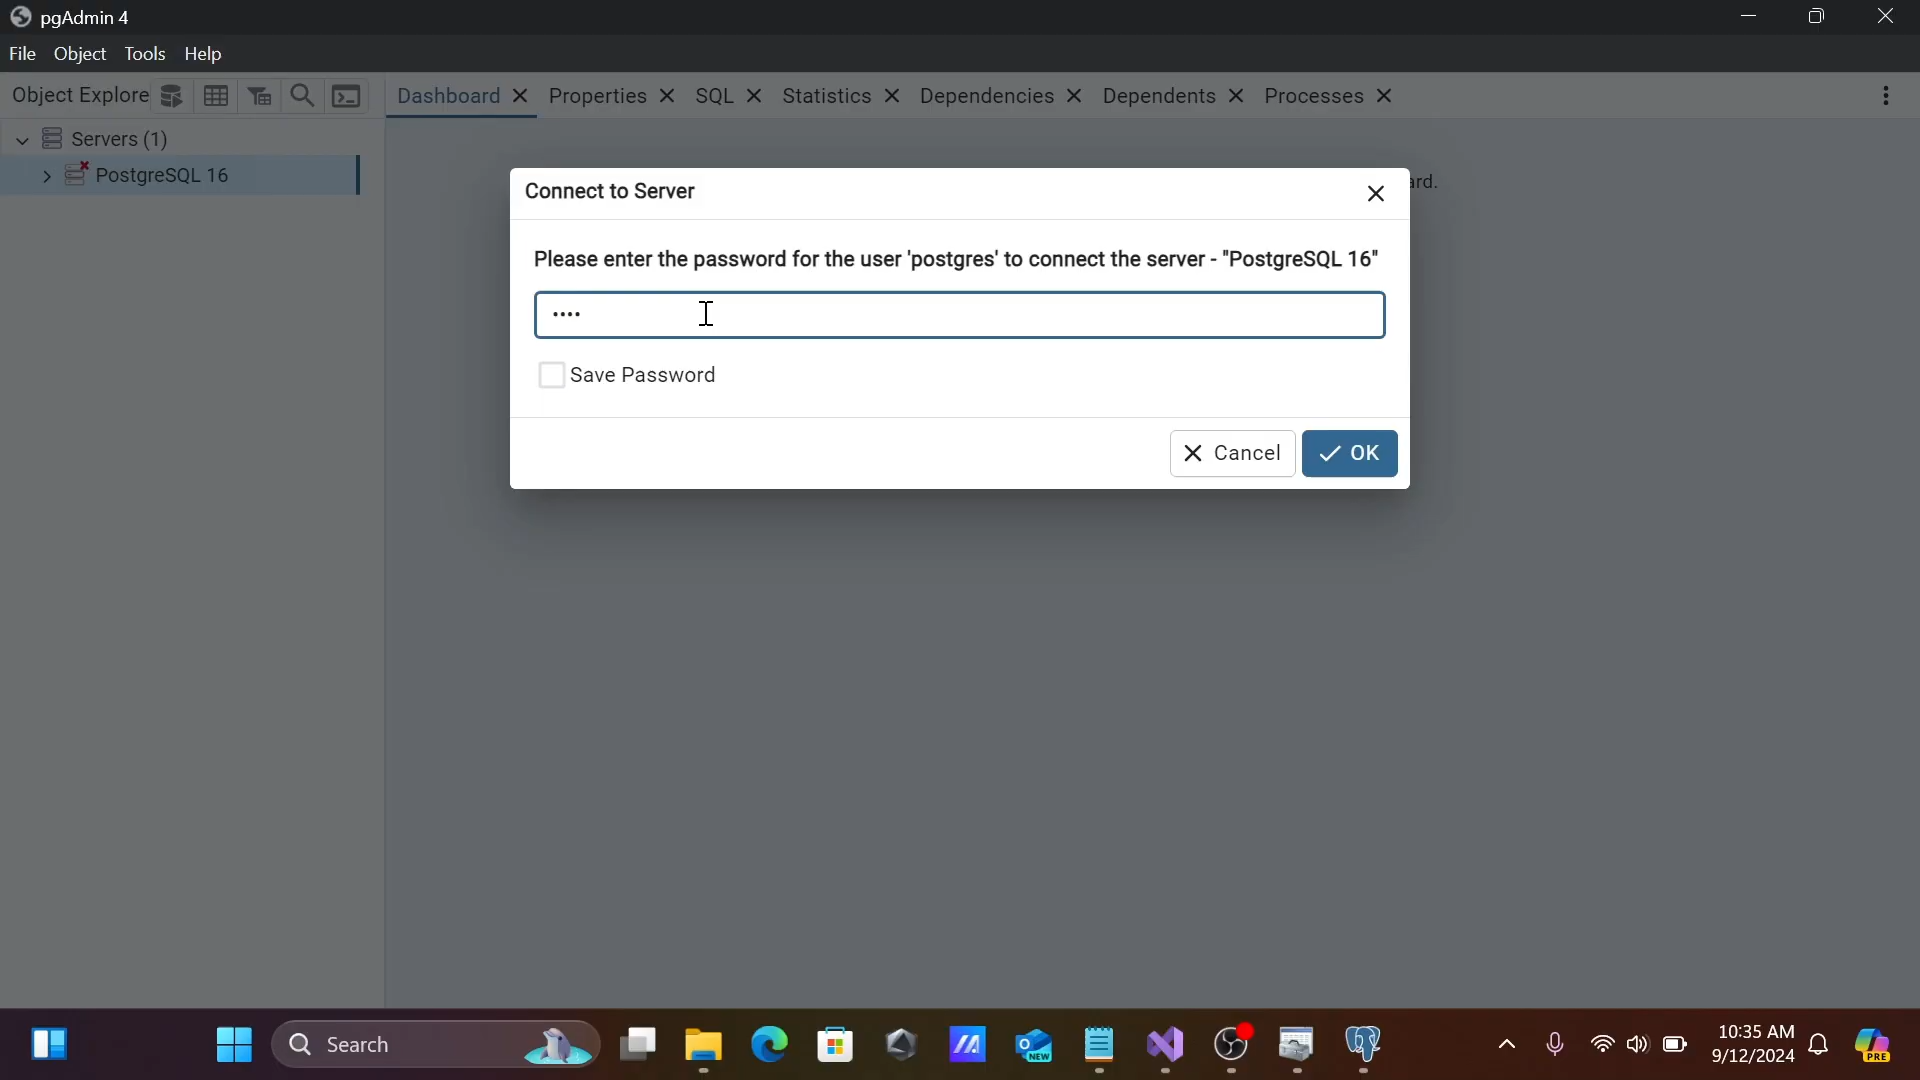 pgAdmin 4
File Object Tools Help
Object Explore Dashboard Properties SQL Statistics Dependencies Dependents Processes
Servers (1)
PostgreSQL 16
ard.
Connect to Server
Please enter the password for the user 'postgres' to connect the server - "PostgreSQL 16"
••••
Save Password
Cancel OK
Search
NEW
10:35 AM
9/12/2024
PRE